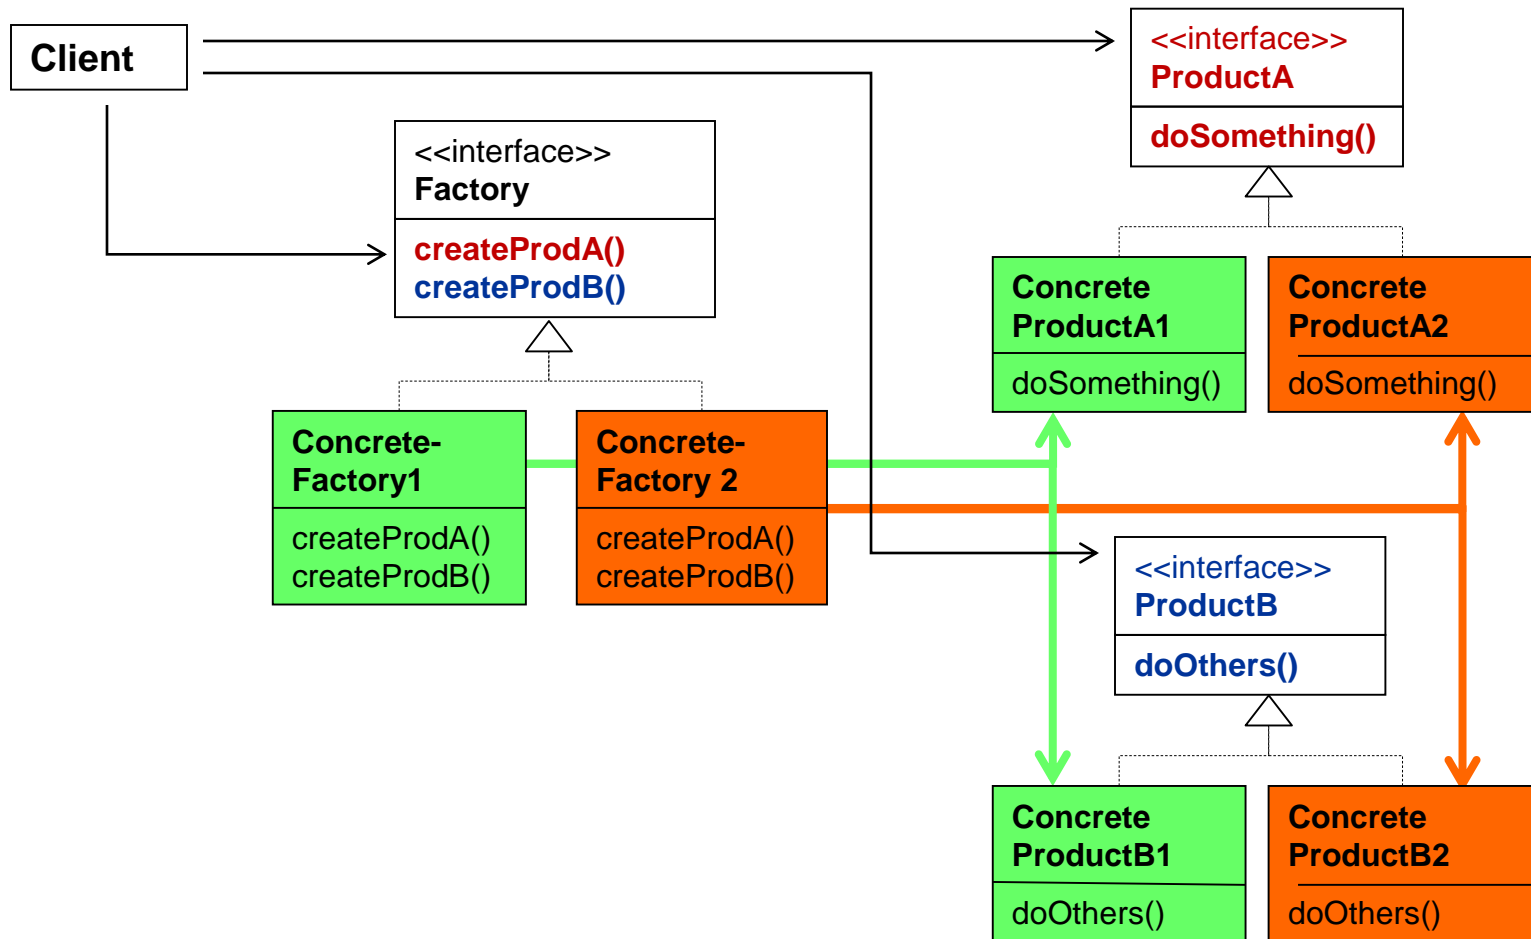 Client
<<interface>>
ProductA
doSomething()
<<interface>>
Factory
createProdA()
createProdB()
Concrete
ProductA1
doSomething()
Concrete
ProductA2
doSomething()
Concrete-
Factory1
createProdA()
createProdB()
Concrete-
Factory 2
createProdA()
createProdB()
<<interface>>
ProductB
doOthers()
Concrete
ProductB1
doOthers()
Concrete
ProductB2
doOthers()